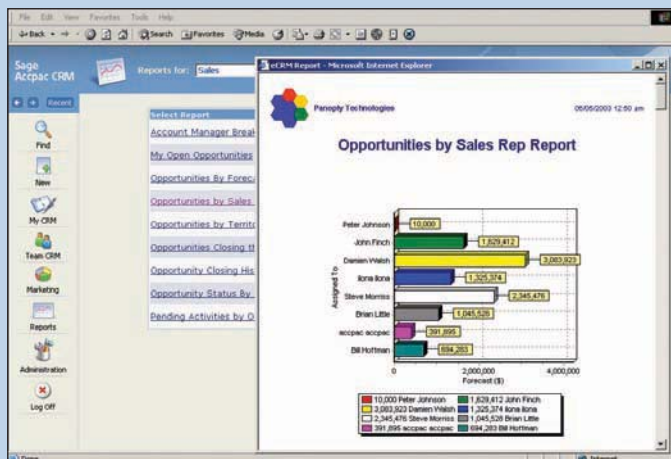 File Edit View Favorites Tools Help
Back Search Favorites Media
Sage
Accpac CRM
Reports for: Sales
Recent
Find
New
My CRM
Team CRM
Marketing
Reports
Administration
Log Off
Select Report
Account Manager Break
My Open Opportunities
Opportunities By Foreca
Opportunities by Sales
Opportunities by Territo
Opportunities Closing th
Opportunity Closing His
Opportunity Status By
Pending Activities by O
eCRM Report - Microsoft Internet Explorer
Panoply Technologies
Opportunities by Sales Rep Report
Assigned To
Peter Johnson 10,000
John Finch 1,629,412
Damien Walsh 3,083,923
Ilona Ilona 1,325,374
Steve Morriss 2,345,476
Brian Little 1,045,526
accpac accpac 391,895
Bill Hoffman 694,283
0 2,000,000 4,000,000
Forecast ($)
10,000 Peter Johnson 1,629,412 John Finch
3,083,923 Damien Walsh 1,325,374 Ilona Ilona
2,345,476 Steve Morriss 1,045,526 Brian Little
391,895 accpac accpac 694,283 Bill Hoffman
Done Internet